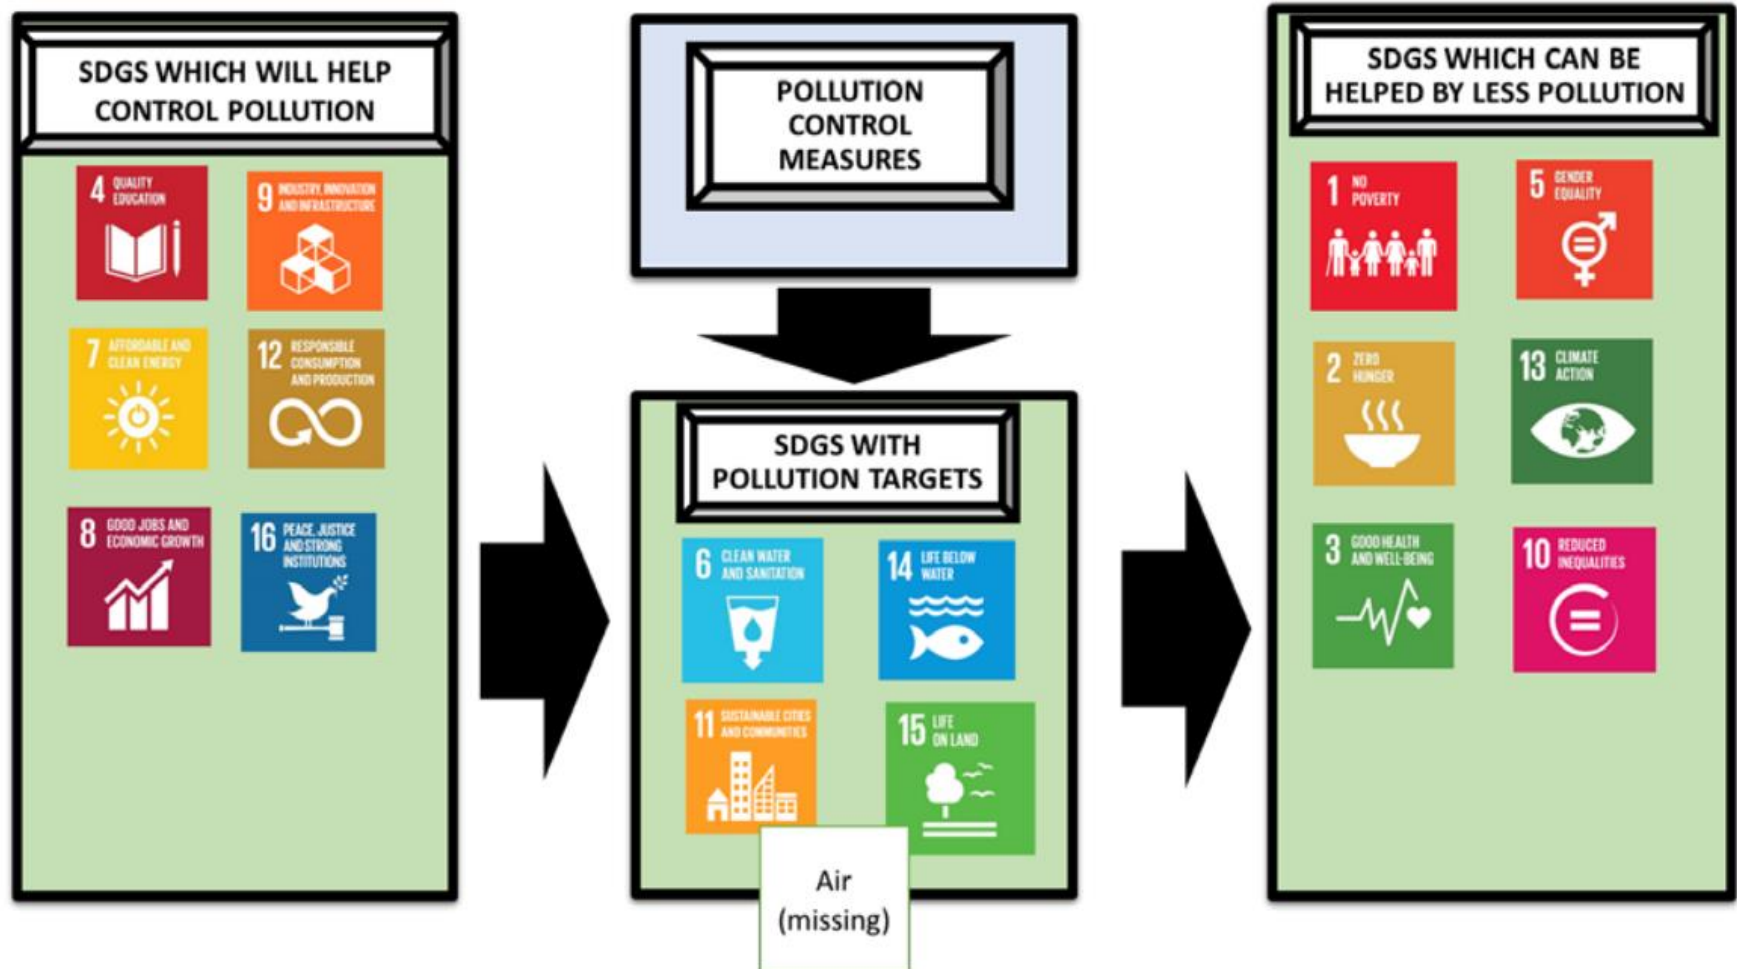 SDGS WHICH WILL HELP
CONTROL POLLUTION
4 QUALITY
EDUCATION
9 INDUSTRY, INNOVATION
AND INFRASTRUCTURE
7 AFFORDABLE AND
CLEAN ENERGY
12 RESPONSIBLE
CONSUMPTION
AND PRODUCTION
8 GOOD JOBS AND
ECONOMIC GROWTH
16 PEACE, JUSTICE
AND STRONG
INSTITUTIONS
POLLUTION
CONTROL
MEASURES
SDGS WITH
POLLUTION TARGETS
6 CLEAN WATER
AND SANITATION
14 LIFE BELOW
WATER
11 SUSTAINABLE CITIES
AND COMMUNITIES
15 LIFE
ON LAND
Air
(missing)
SDGS WHICH CAN BE
HELPED BY LESS POLLUTION
1 NO
POVERTY
5 GENDER
EQUALITY
2 ZERO
HUNGER
13 CLIMATE
ACTION
3 GOOD HEALTH
AND WELL-BEING
10 REDUCED
INEQUALITIES